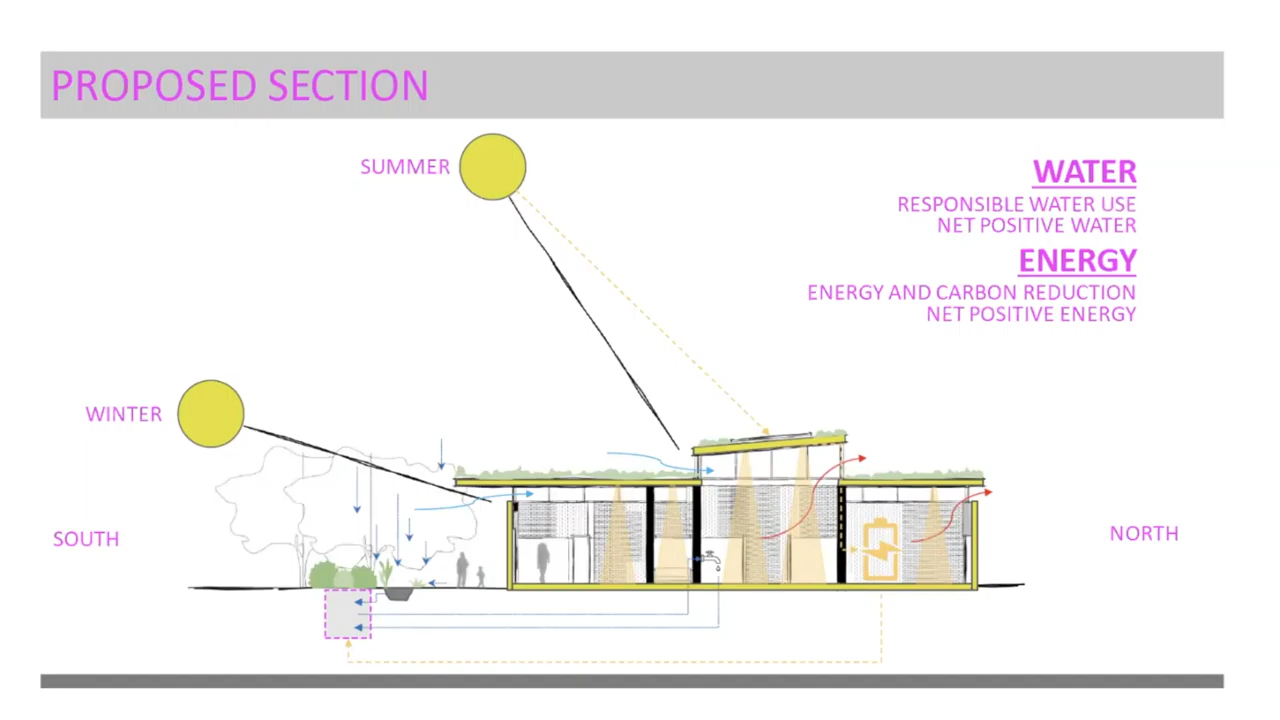 PROPOSED SECTION
SUMMER
WATER
RESPONSIBLE WATER USE
NET POSITIVE WATER
ENERGY
ENERGY AND CARBON REDUCTION
NET POSITIVE ENERGY
WINTER
SOUTH
NORTH